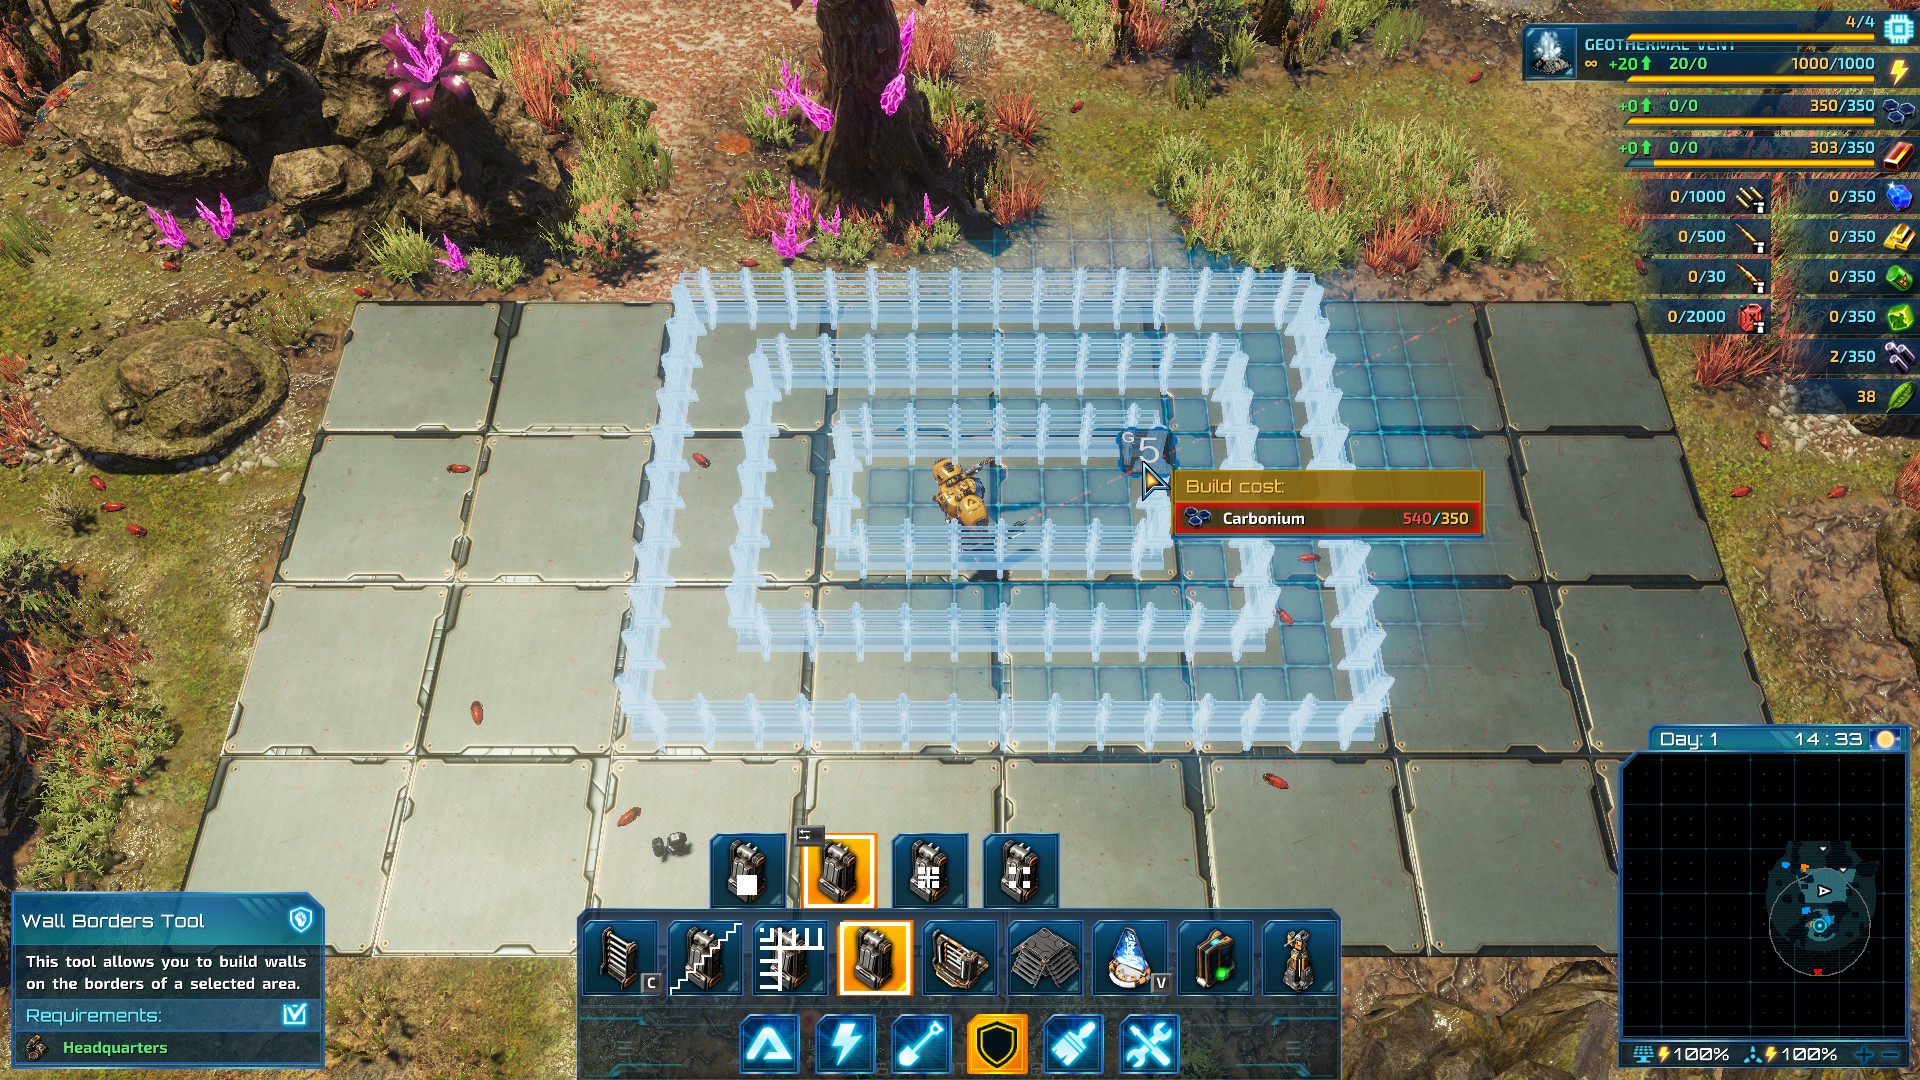 4/4
GEOTHERMAL VENT
∞ +20 20/0 1000/1000
+0 0/0 350/350
+0 0/0 303/350
0/1000 0/350
0/500 0/350
0/30 0/350
0/2000 0/350
2/350
38
G 5
Build cost:
Carbonium 540/350
Day: 1 14:33
Wall Borders Tool
This tool allows you to build walls
on the borders of a selected area.
Requirements:
Headquarters
C
V
100% 100%